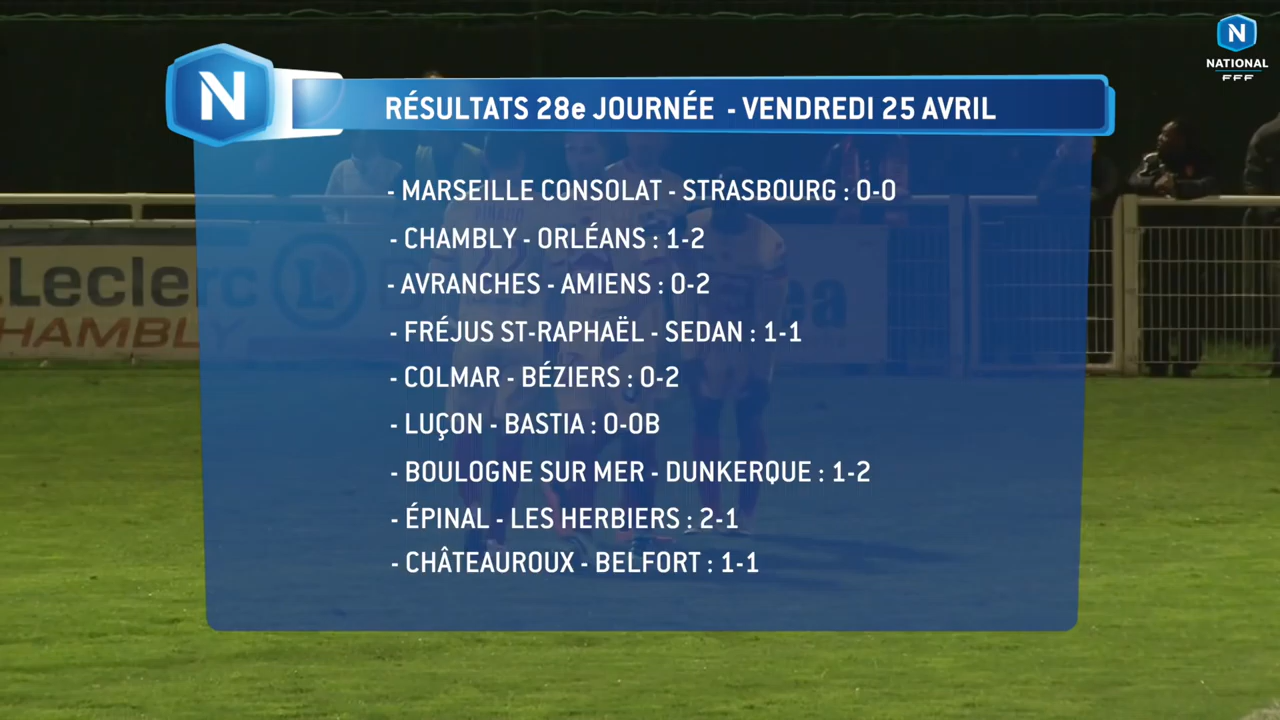 N
NATIONAL
FFF
N
RÉSULTATS 28e JOURNÉE - VENDREDI 25 AVRIL
- MARSEILLE CONSOLAT - STRASBOURG : 0-0
- CHAMBLY - ORLÉANS : 1-2
- AVRANCHES - AMIENS : 0-2
- FRÉJUS ST-RAPHAËL - SEDAN : 1-1
- COLMAR - BÉZIERS : 0-2
- LUÇON - BASTIA : 0-0B
- BOULOGNE SUR MER - DUNKERQUE : 1-2
- ÉPINAL - LES HERBIERS : 2-1
- CHÂTEAUROUX - BELFORT : 1-1
.Leclerc L
CHAMBLY